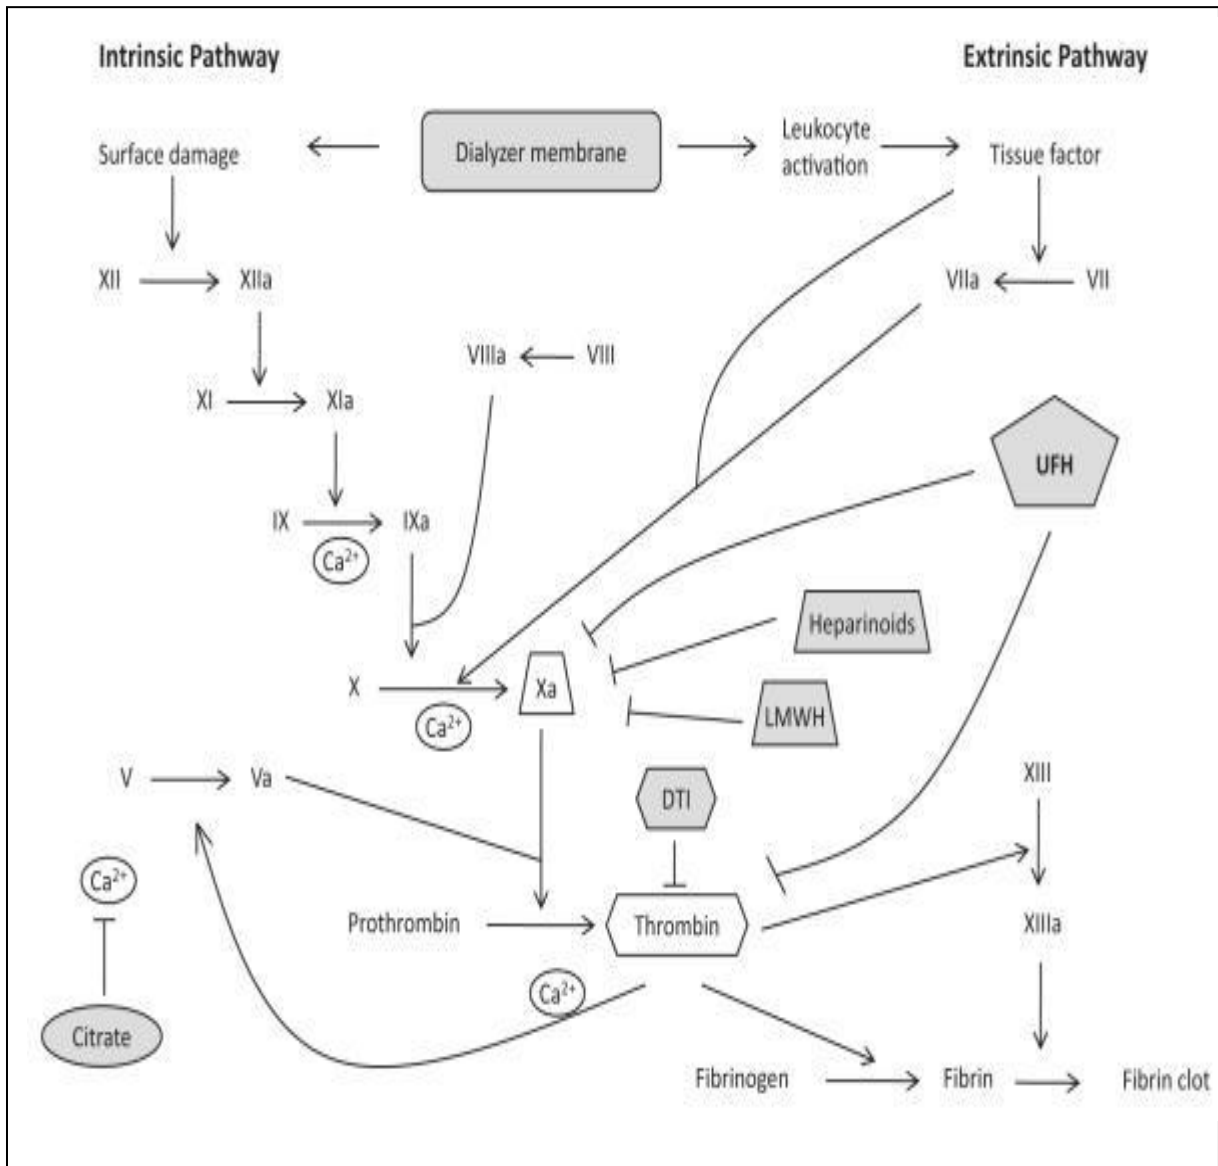 Intrinsic Pathway
Extrinsic Pathway
Surface damage
Dialyzer membrane
Leukocyte
activation
Tissue factor
XII
XIIa
VIIa
VII
VIIIa
VIII
XI
XIa
UFH
IX
IXa
Ca²⁺
Heparinoids
X
Xa
Ca²⁺
LMWH
V
Va
DTI
XIII
Ca²⁺
Prothrombin
Thrombin
XIIIa
Ca²⁺
Citrate
Fibrinogen
Fibrin
Fibrin clot